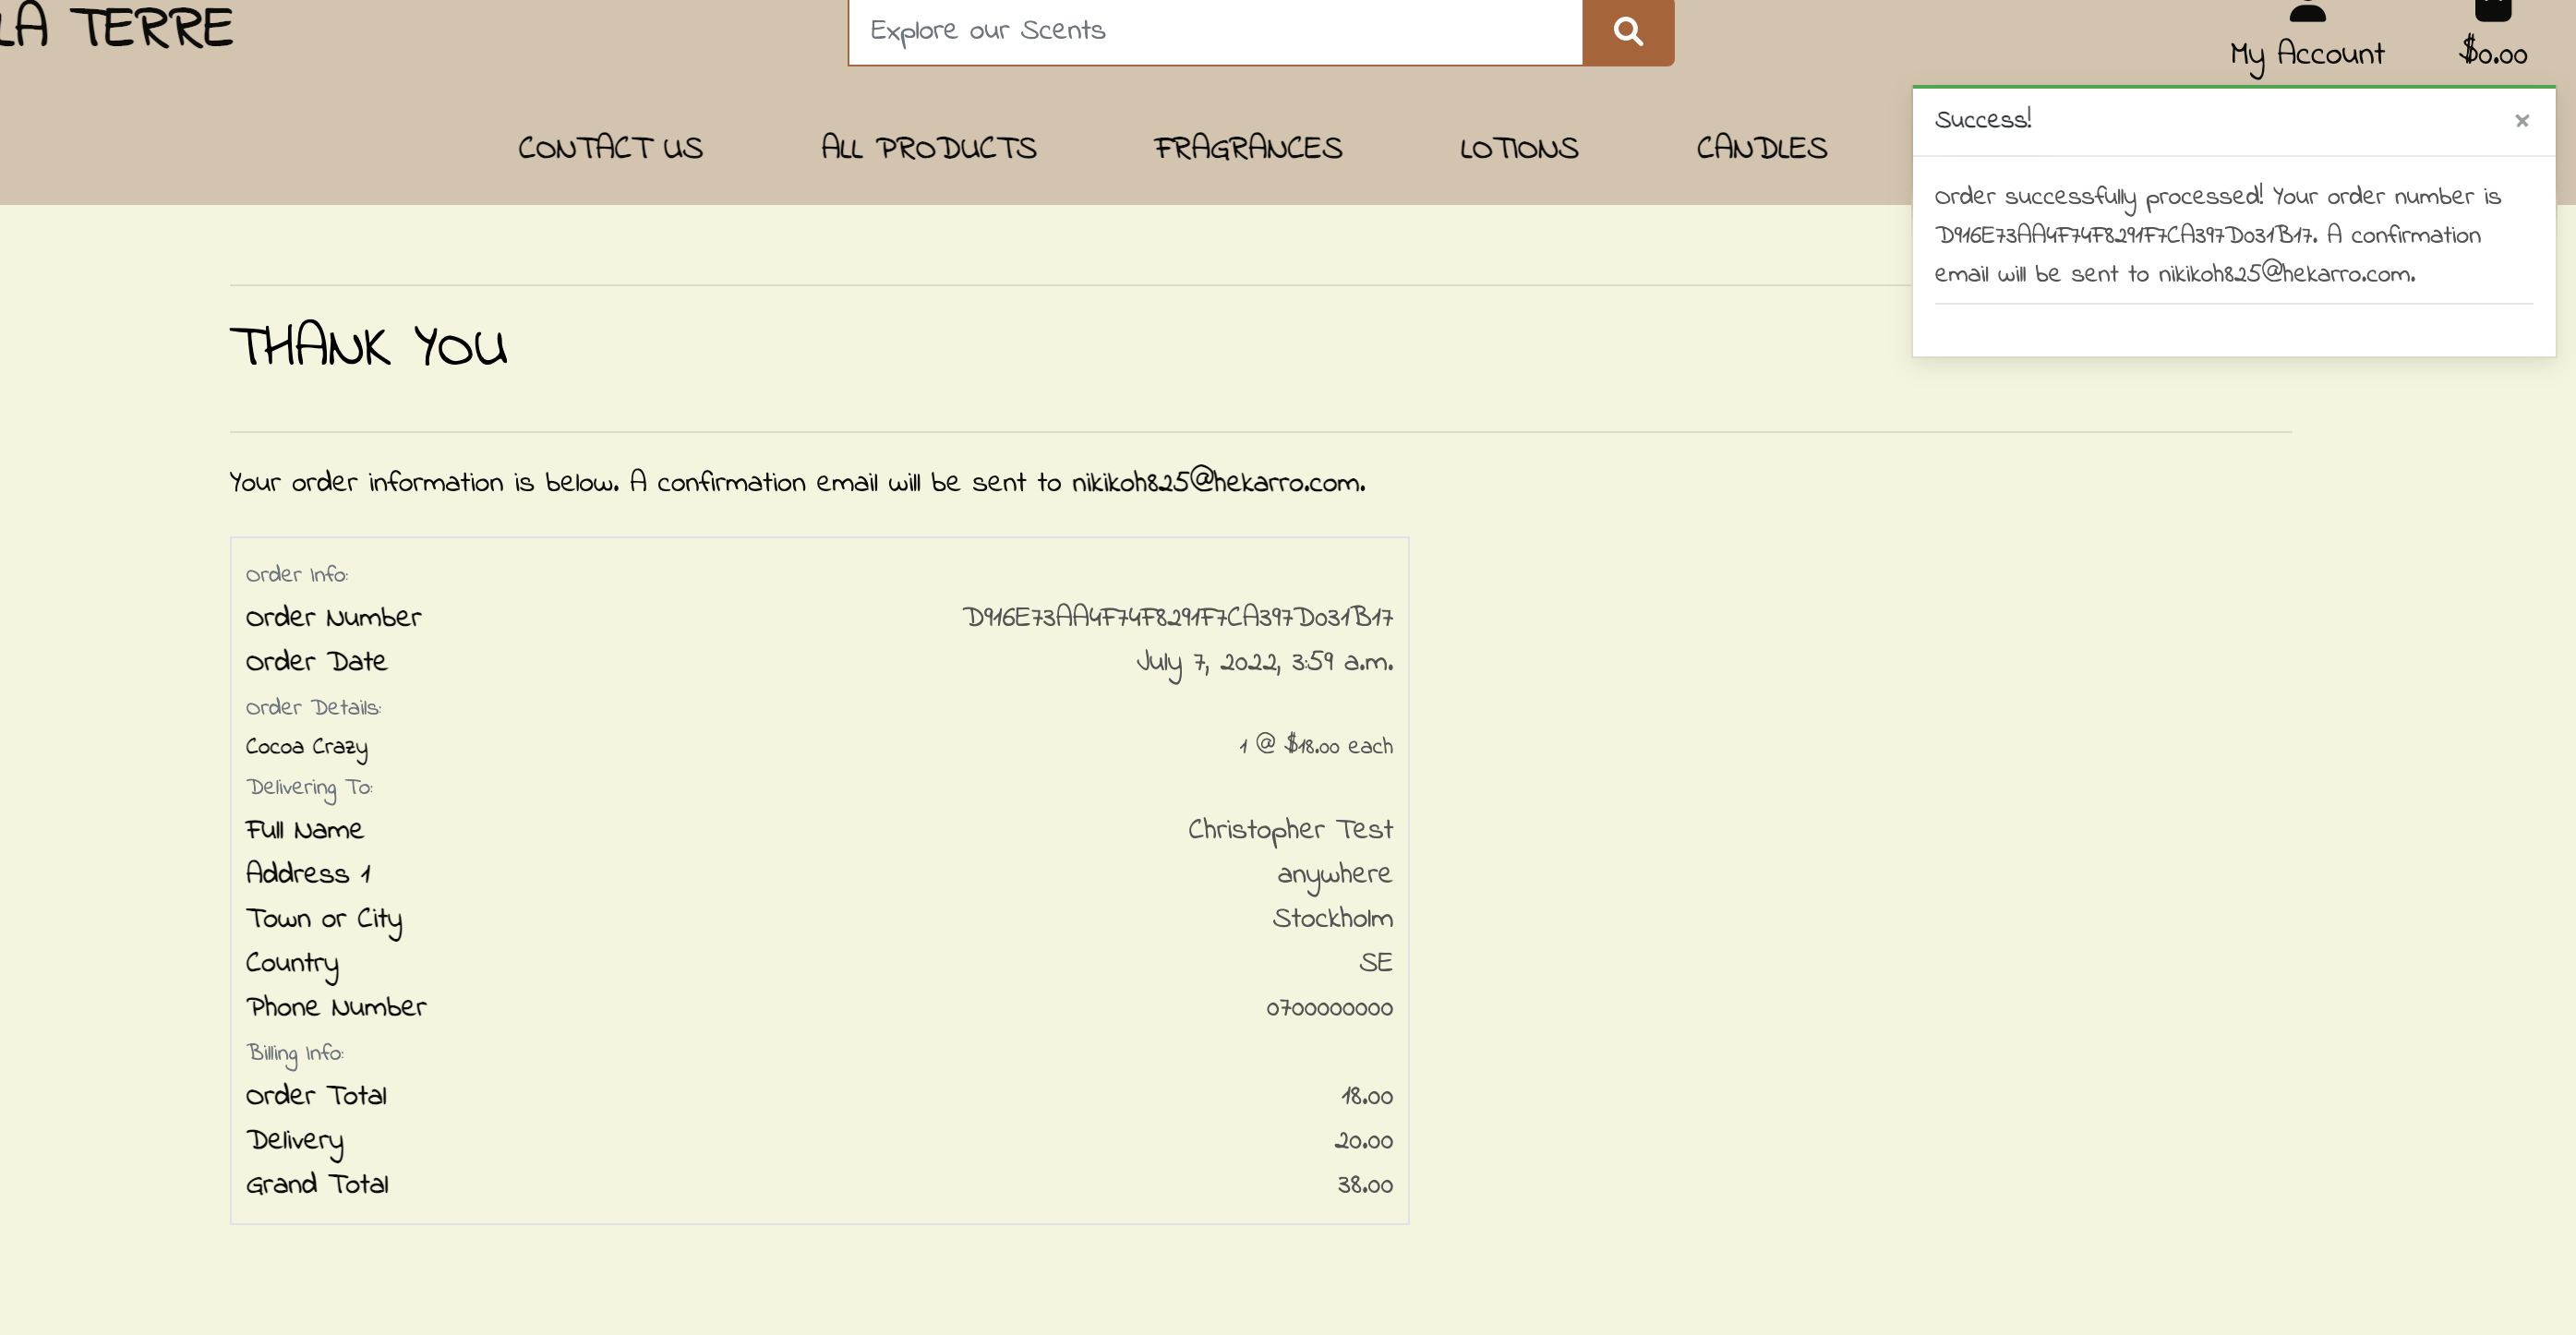 LA TERRE
Explore our Scents
My Account
$0.00
CONTACT US
ALL PRODUCTS
FRAGRANCES
LOTIONS
CANDLES
Success!
×
Order successfully processed! Your order number is
D916E73AA4F74F8291F7CA397D031B17. A confirmation
email will be sent to nikikoh825@hekarro.com.
THANK YOU
Your order information is below. A confirmation email will be sent to nikikoh825@hekarro.com.
Order Info:
Order Number D916E73AA4F74F8291F7CA397D031B17
Order Date July 7, 2022, 3:59 a.m.
Order Details:
Cocoa Crazy 1 @ $18.00 each
Delivering To:
Full Name Christopher Test
Address 1 anywhere
Town or City Stockholm
Country SE
Phone Number 0700000000
Billing Info:
Order Total 18.00
Delivery 20.00
Grand Total 38.00